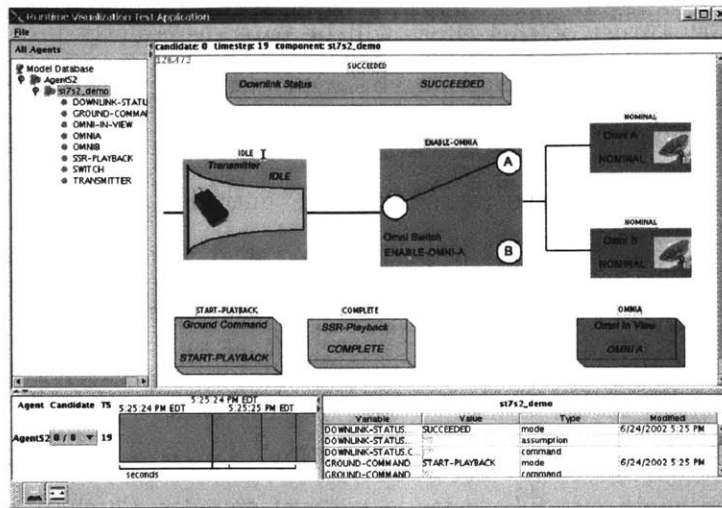 Runtime Visualization Test Application
File
All Agents
candidate: 0 timestep: 19 component: st7s2_demo
Model Database
AgentS2
st7s2_demo
DOWNLINK-STATU
GROUND-COMMA
OMNI-IN-VIEW
OMNIA
OMNIB
SSR-PLAYBACK
SWITCH
TRANSMITTER
SUCCEEDED
Downlink Status SUCCEEDED
IDLE
Transmitter
IDLE
ENABLE-OMNIA
A
Omni Switch
ENABLE-OMNI-A
B
NOMINAL
Omni A
NOMINAL
NOMINAL
Omni B
NOMINAL
START-PLAYBACK
Ground Command
START-PLAYBACK
COMPLETE
SSR-Playback
COMPLETE
OMNIA
Omni In View
OMNI A
Agent Candidate TS
AgentS2 0 / 0 19
5:25:24 PM EDT
5:25:24 PM EDT
5:25:25 PM EDT
seconds
st7s2_demo
Variable Value Type Modified
DOWNLINK-STATUS... SUCCEEDED mode 6/24/2002 5:25 PM
DOWNLINK-STATUS... assumption
DOWNLINK-STATUS.C... command
GROUND-COMMAND... START-PLAYBACK mode 6/24/2002 5:25 PM
GROUND-COMMAND... command